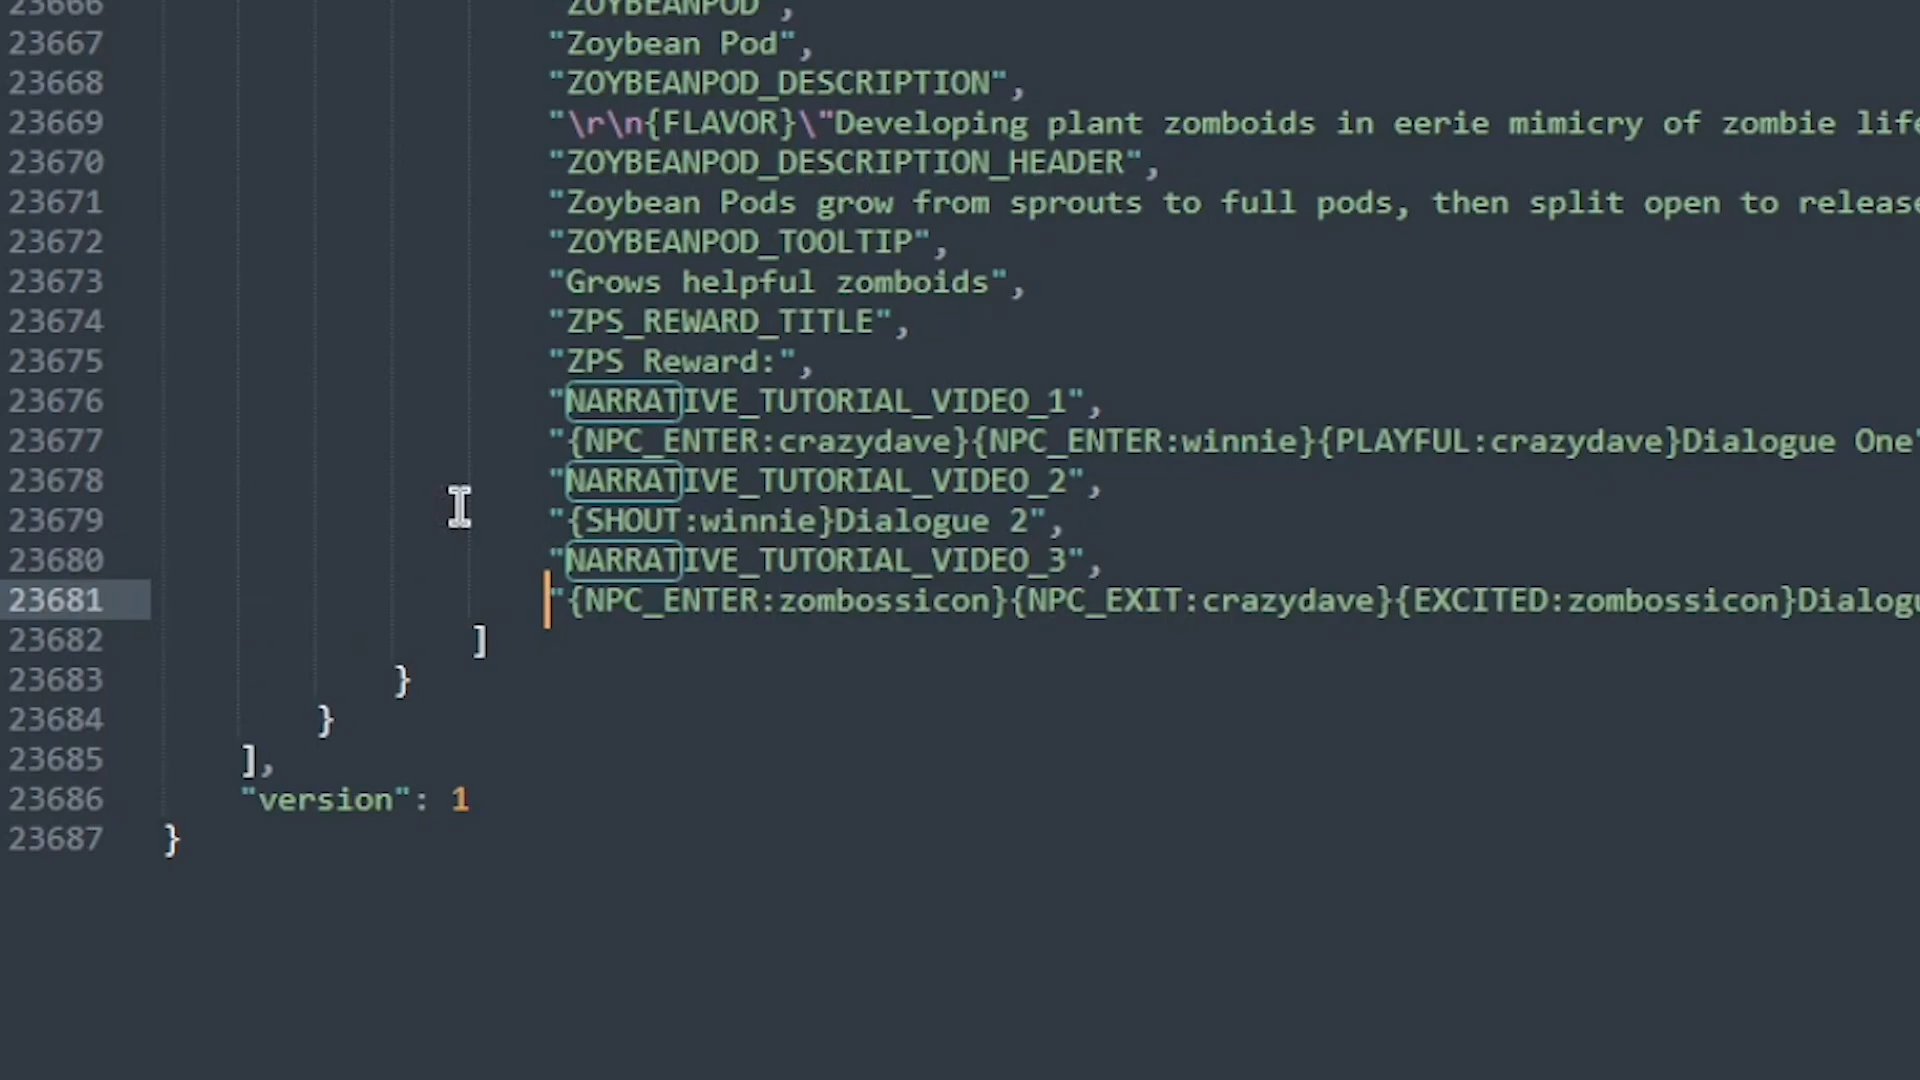 23666 "ZOYBEANPOD",
23667 "Zoybean Pod",
23668 "ZOYBEANPOD_DESCRIPTION",
23669 "\r\n{FLAVOR}\"Developing plant zomboids in eerie mimicry of zombie life
23670 "ZOYBEANPOD_DESCRIPTION_HEADER",
23671 "Zoybean Pods grow from sprouts to full pods, then split open to release
23672 "ZOYBEANPOD_TOOLTIP",
23673 "Grows helpful zomboids",
23674 "ZPS_REWARD_TITLE",
23675 "ZPS Reward:",
23676 "NARRATIVE_TUTORIAL_VIDEO_1",
23677 "{NPC_ENTER:crazydave}{NPC_ENTER:winnie}{PLAYFUL:crazydave}Dialogue One"
23678 "NARRATIVE_TUTORIAL_VIDEO_2",
23679 "{SHOUT:winnie}Dialogue 2",
23680 "NARRATIVE_TUTORIAL_VIDEO_3",
23681 "{NPC_ENTER:zombossicon}{NPC_EXIT:crazydave}{EXCITED:zombossicon}Dialogu
23682 ]
23683 }
23684 }
23685 ],
23686 "version": 1
23687 }